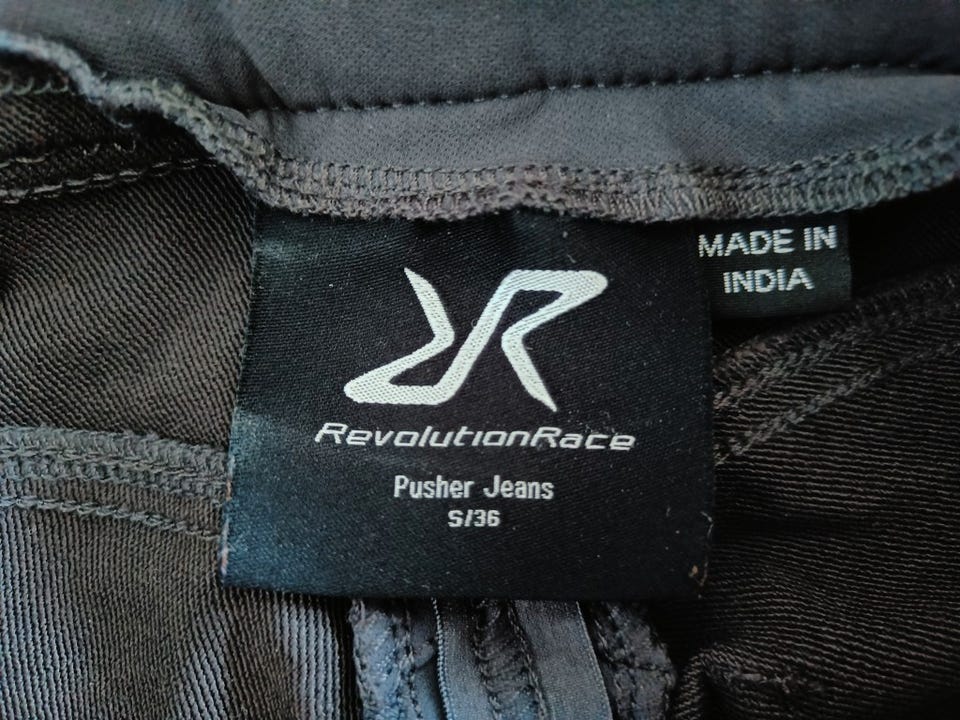 MADE IN
INDIA
RevolutionRace
Pusher Jeans
S/36